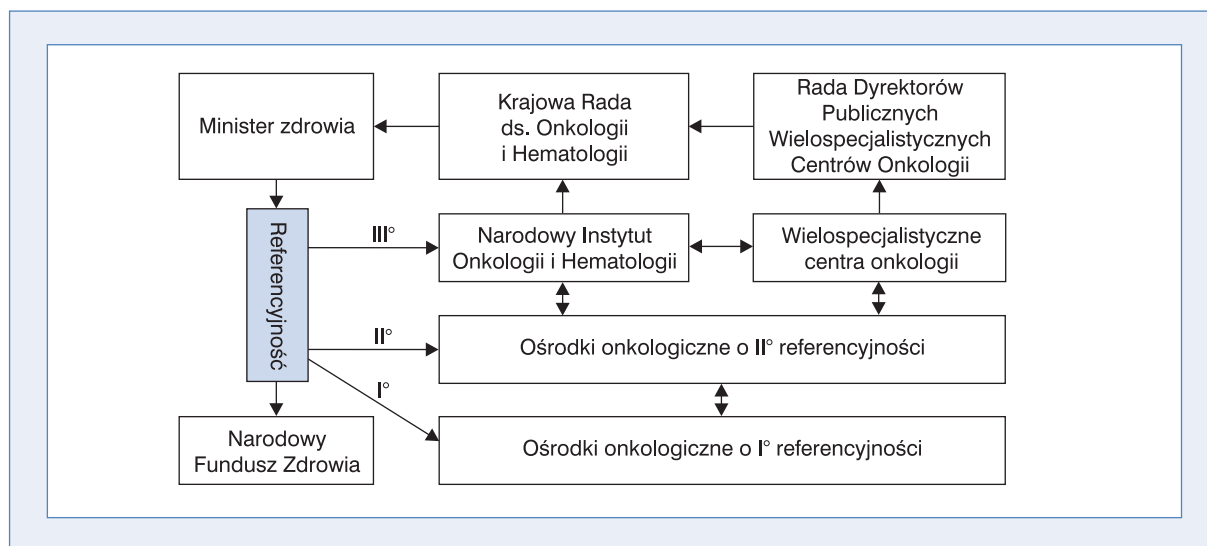 Minister zdrowia
Krajowa Rada
ds. Onkologii
i Hematologii
Rada Dyrektorów
Publicznych
Wielospecjalistycznych
Centrów Onkologii
Referencyjność
III°
Narodowy Instytut
Onkologii i Hematologii
Wielospecjalistyczne
centra onkologii
II°
Ośrodki onkologiczne o II° referencyjności
I°
Narodowy
Fundusz Zdrowia
Ośrodki onkologiczne o I° referencyjności